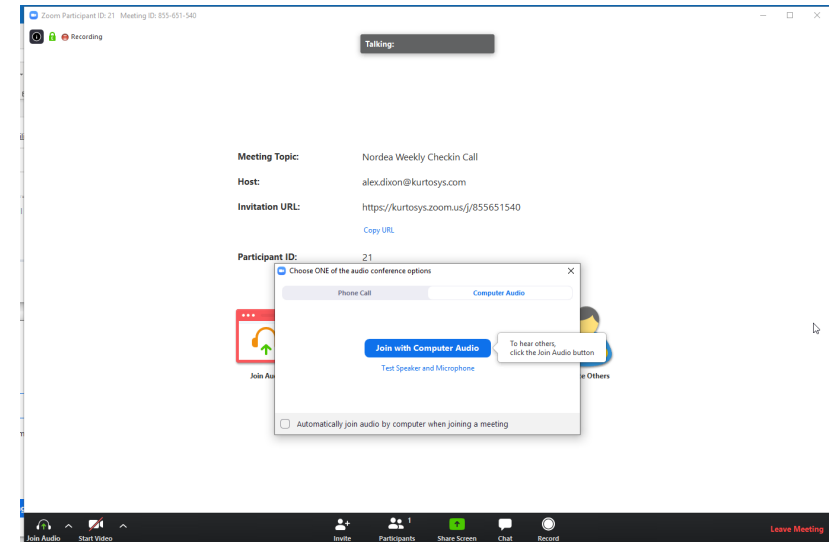 Zoom Participant ID: 21 Meeting ID: 855-651-540
Recording
Talking:
Meeting Topic: Nordea Weekly Checkin Call
Host: alex.dixon@kurtosys.com
Invitation URL: https://kurtosys.zoom.us/j/855651540
Copy URL
Participant ID: 21
Choose ONE of the audio conference options
Phone Call Computer Audio
Join with Computer Audio
To hear others,
click the Join Audio button
Test Speaker and Microphone
Join Au
e Others
Automatically join audio by computer when joining a meeting
1
Join Audio Start Video Invite Participants Share Screen Chat Record Leave Meeting